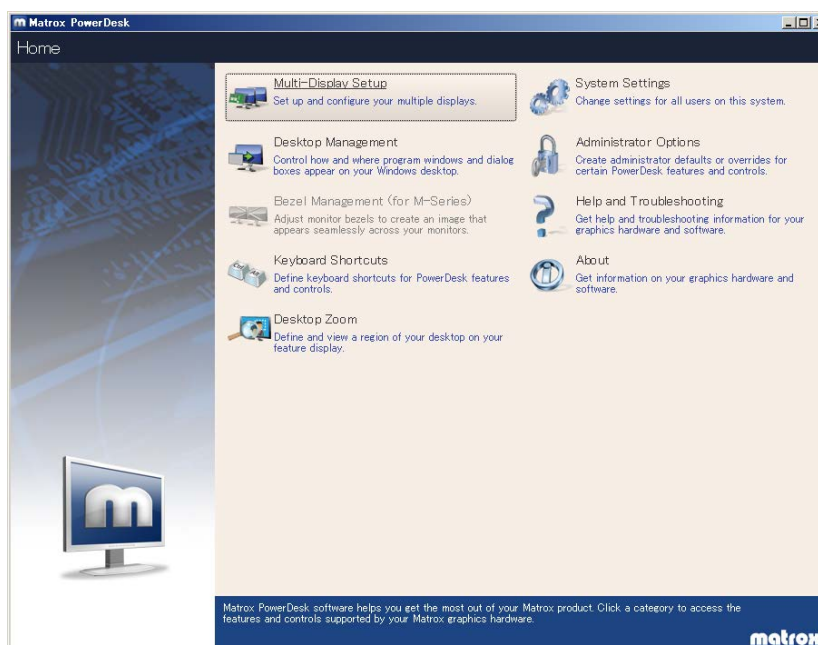 Matrox PowerDesk
Home
Multi-Display Setup
Set up and configure your multiple displays.
Desktop Management
Control how and where program windows and dialog
boxes appear on your Windows desktop.
Bezel Management (for M-Series)
Adjust monitor bezels to create an image that
appears seamlessly across your monitors.
Keyboard Shortcuts
Define keyboard shortcuts for PowerDesk features
and controls.
Desktop Zoom
Define and view a region of your desktop on your
feature display.
System Settings
Change settings for all users on this system.
Administrator Options
Create administrator defaults or overrides for
certain PowerDesk features and controls.
Help and Troubleshooting
Get help and troubleshooting information for your
graphics hardware and software.
About
Get information on your graphics hardware and
software.
m
Matrox PowerDesk software helps you get the most out of your Matrox product. Click a category to access the
features and controls supported by your Matrox graphics hardware.
matrox